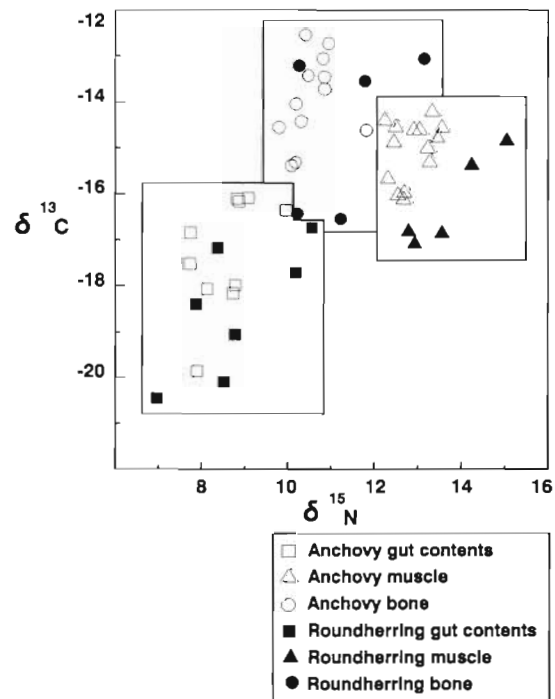 -12
-14
-16
-18
-20
δ 13C
8 10 12 14 16
δ 15N
Anchovy gut contents
Anchovy muscle
Anchovy bone
Roundherring gut contents
Roundherring muscle
Roundherring bone